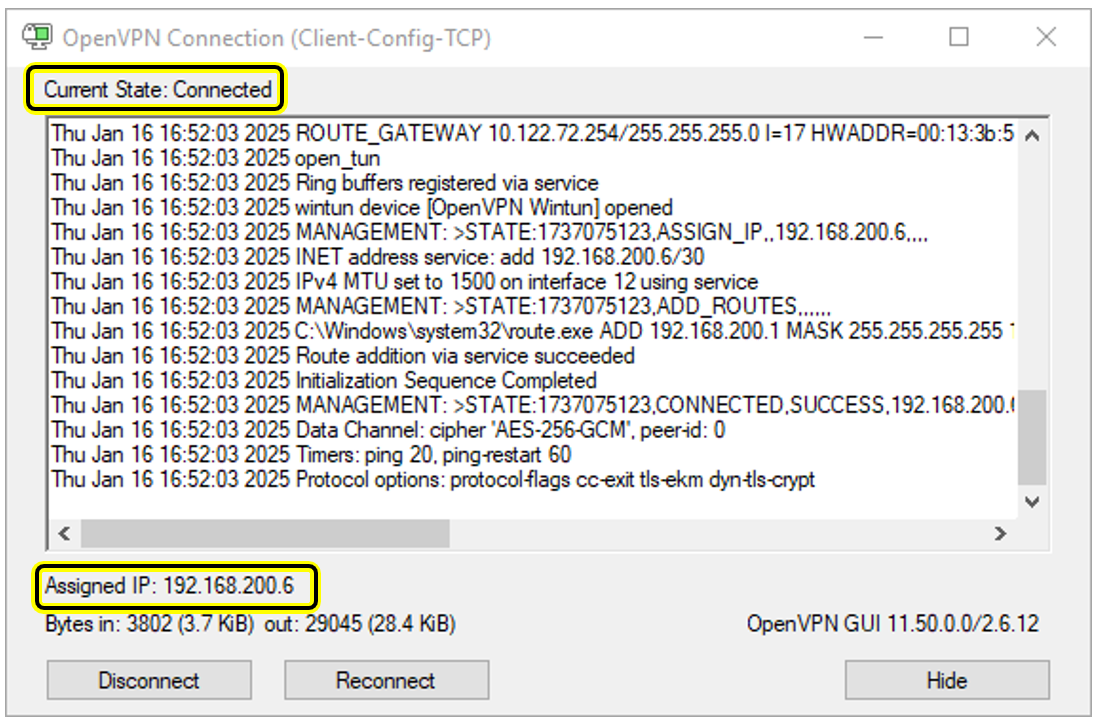 OpenVPN Connection (Client-Config-TCP)
Current State: Connected
Thu Jan 16 16:52:03 2025 ROUTE_GATEWAY 10.122.72.254/255.255.255.0 I=17 HWADDR=00:13:3b:5
Thu Jan 16 16:52:03 2025 open_tun
Thu Jan 16 16:52:03 2025 Ring buffers registered via service
Thu Jan 16 16:52:03 2025 wintun device [OpenVPN Wintun] opened
Thu Jan 16 16:52:03 2025 MANAGEMENT: >STATE:1737075123,ASSIGN_IP,,192.168.200.6,,,,
Thu Jan 16 16:52:03 2025 INET address service: add 192.168.200.6/30
Thu Jan 16 16:52:03 2025 IPv4 MTU set to 1500 on interface 12 using service
Thu Jan 16 16:52:03 2025 MANAGEMENT: >STATE:1737075123,ADD_ROUTES,,,,,,
Thu Jan 16 16:52:03 2025 C:\Windows\system32\route.exe ADD 192.168.200.1 MASK 255.255.255.255
Thu Jan 16 16:52:03 2025 Route addition via service succeeded
Thu Jan 16 16:52:03 2025 Initialization Sequence Completed
Thu Jan 16 16:52:03 2025 MANAGEMENT: >STATE:1737075123,CONNECTED,SUCCESS,192.168.200.6
Thu Jan 16 16:52:03 2025 Data Channel: cipher 'AES-256-GCM', peer-id: 0
Thu Jan 16 16:52:03 2025 Timers: ping 20, ping-restart 60
Thu Jan 16 16:52:03 2025 Protocol options: protocol-flags cc-exit tls-ekm dyn-tls-crypt
Assigned IP: 192.168.200.6
Bytes in: 3802 (3.7 KiB) out: 29045 (28.4 KiB)
OpenVPN GUI 11.50.0.0/2.6.12
Disconnect
Reconnect
Hide